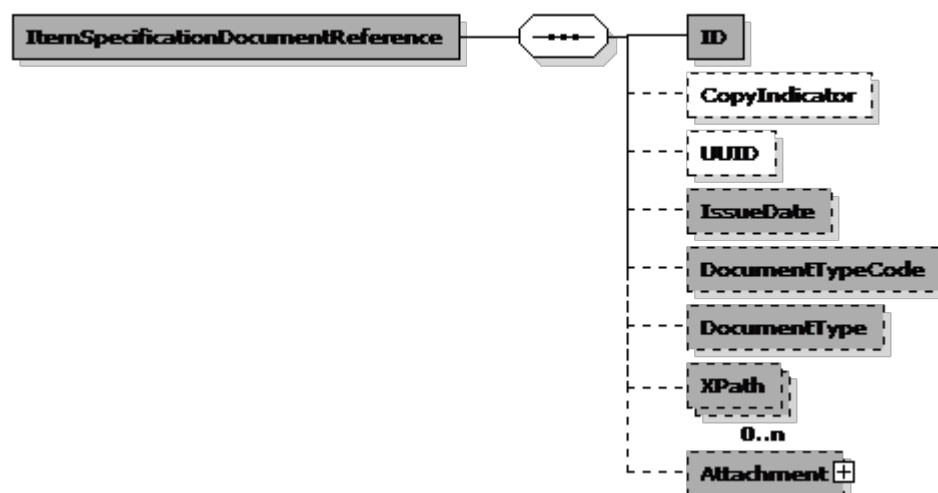 ItemSpecificationDocumentReference
ID
CopyIndicator
UUID
IssueDate
DocumentTypeCode
DocumentType
XPath
0..n
Attachment